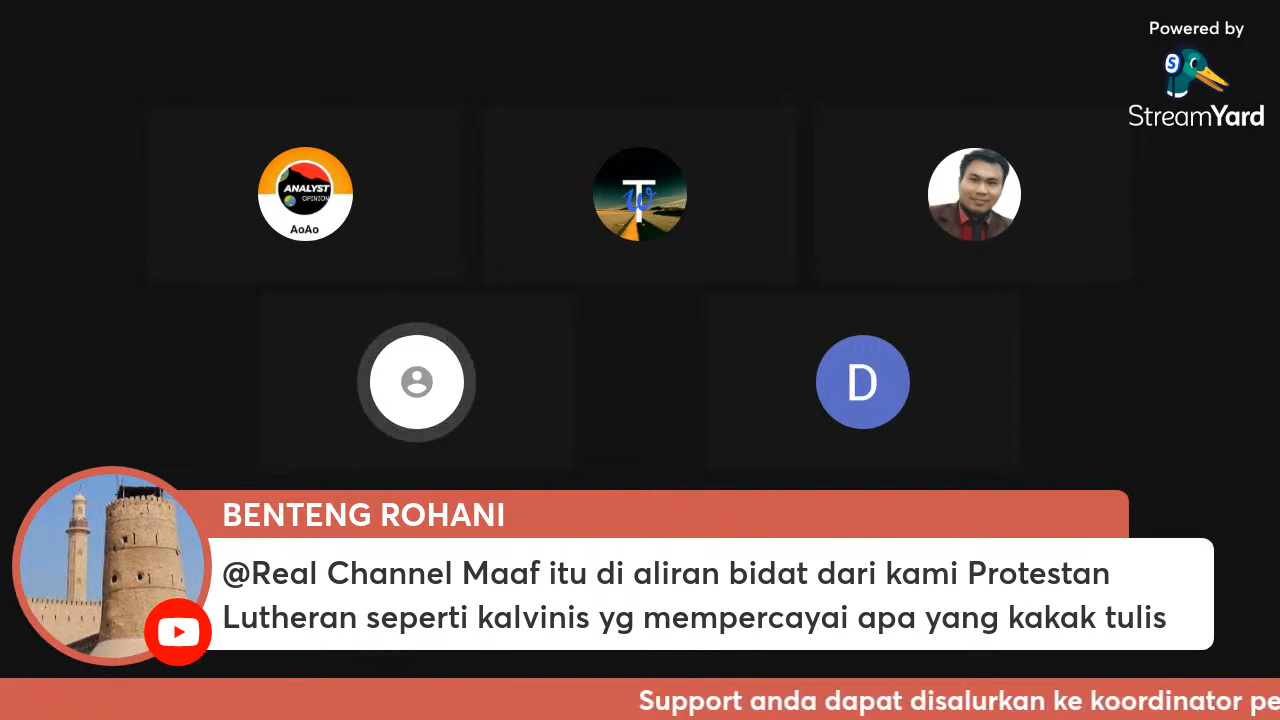 Powered by
StreamYard
ANALYST
OPINION
AoAo
T
w
D
BENTENG ROHANI
@Real Channel Maaf itu di aliran bidat dari kami Protestan
Lutheran seperti kalvinis yg mempercayai apa yang kakak tulis
Support anda dapat disalurkan ke koordinator pe